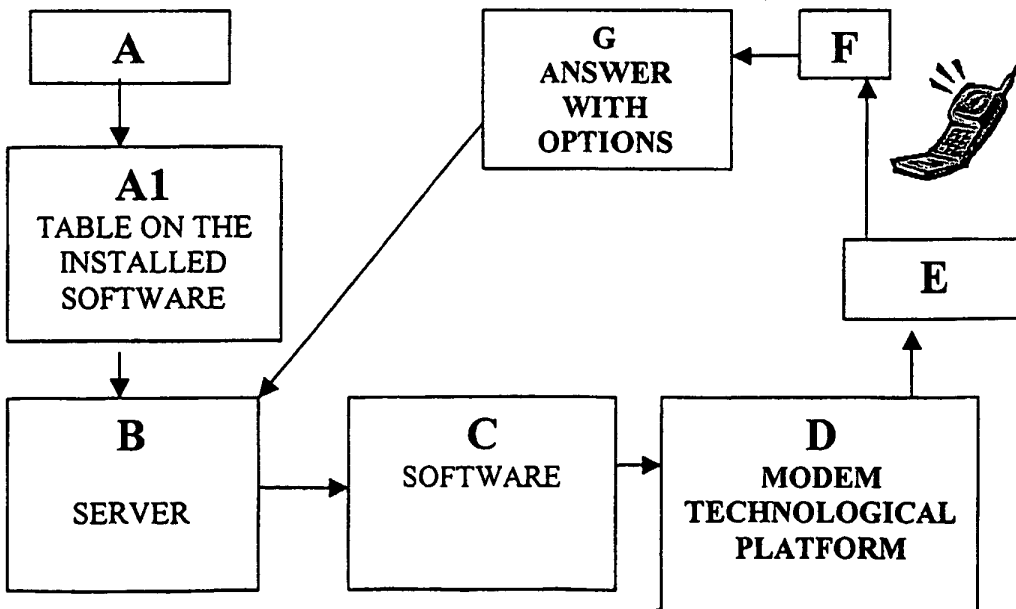 A
A1
TABLE ON THE
INSTALLED
SOFTWARE
G
ANSWER
WITH
OPTIONS
F
E
B
SERVER
C
SOFTWARE
D
MODEM
TECHNOLOGICAL
PLATFORM